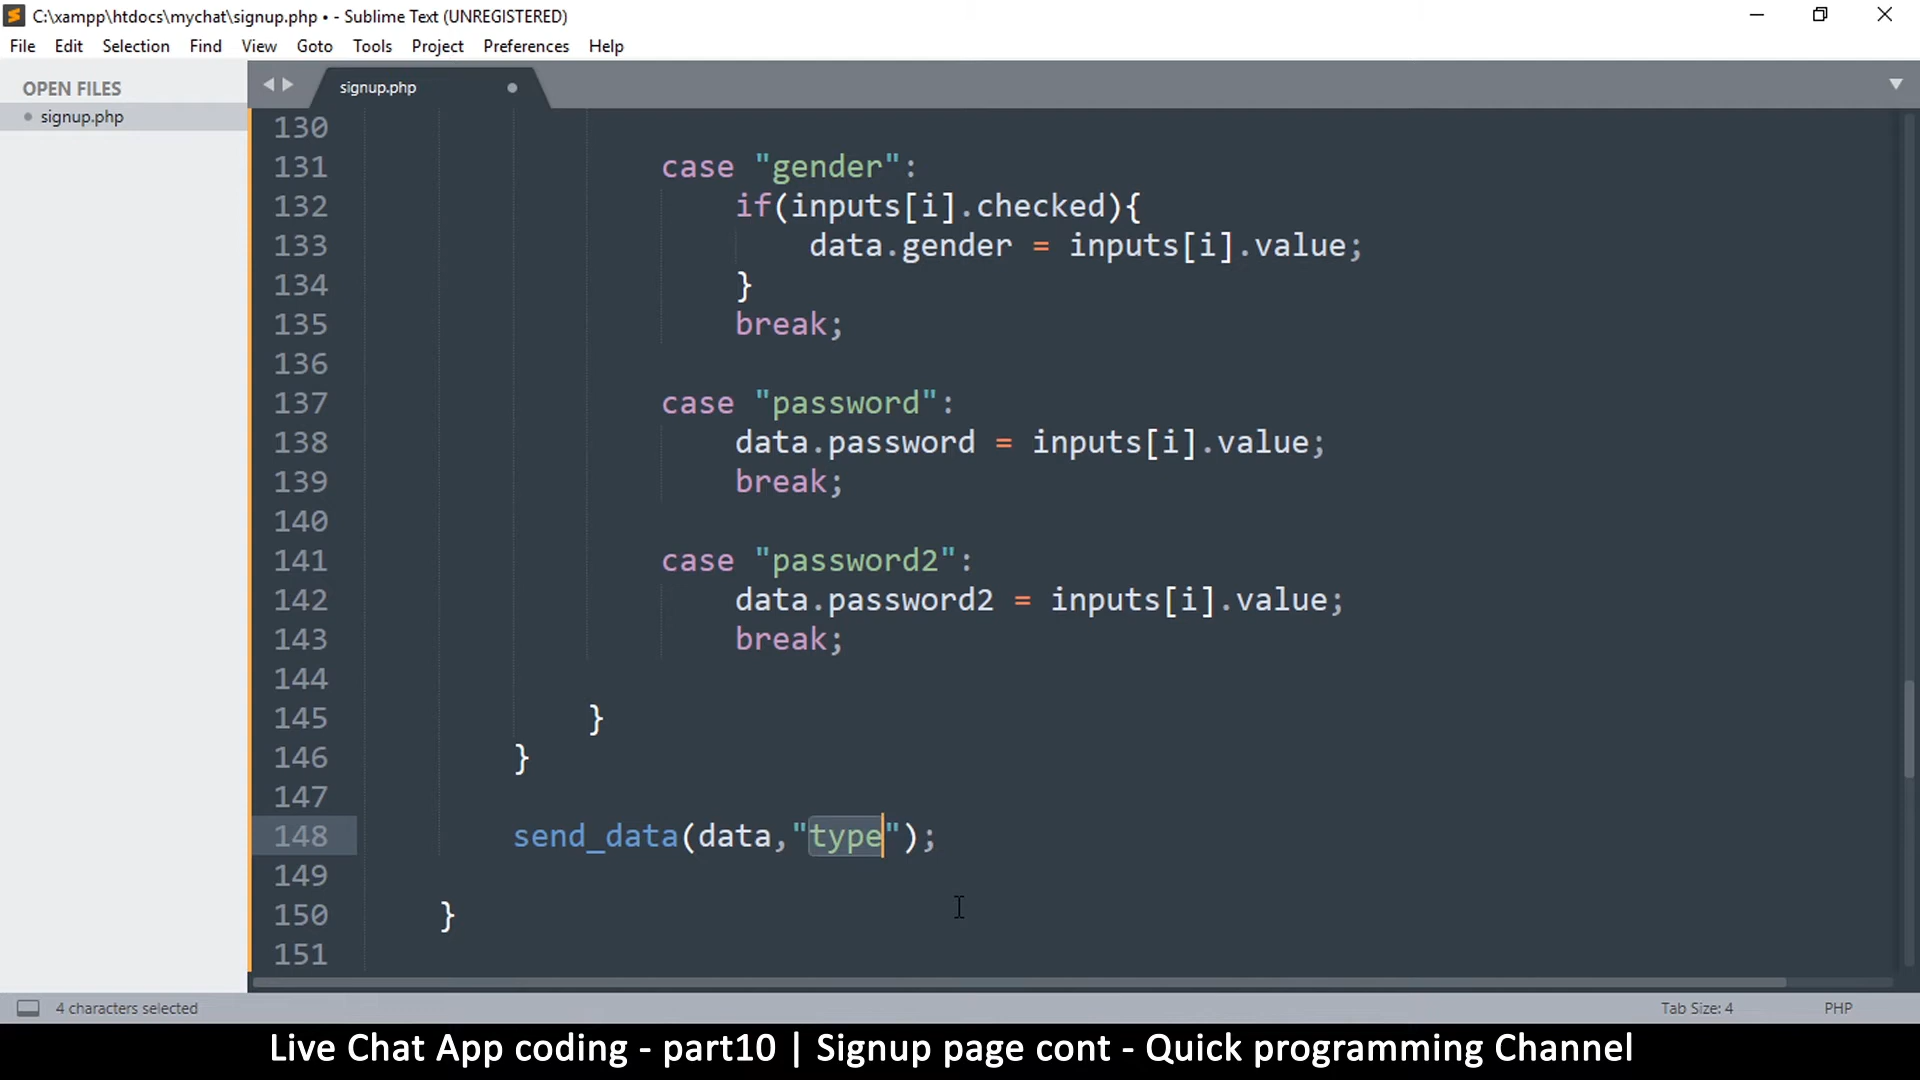 C:\xampp\htdocs\mychat\signup.php • - Sublime Text (UNREGISTERED)
File Edit Selection Find View Goto Tools Project Preferences Help
OPEN FILES
signup.php
signup.php
130
131 case "gender":
132 if(inputs[i].checked){
133 data.gender = inputs[i].value;
134 }
135 break;
136
137 case "password":
138 data.password = inputs[i].value;
139 break;
140
141 case "password2":
142 data.password2 = inputs[i].value;
143 break;
144
145 }
146 }
147
148 send_data(data,"type");
149
150 }
151
4 characters selected Tab Size: 4 PHP
Live Chat App coding - part10 | Signup page cont - Quick programming Channel